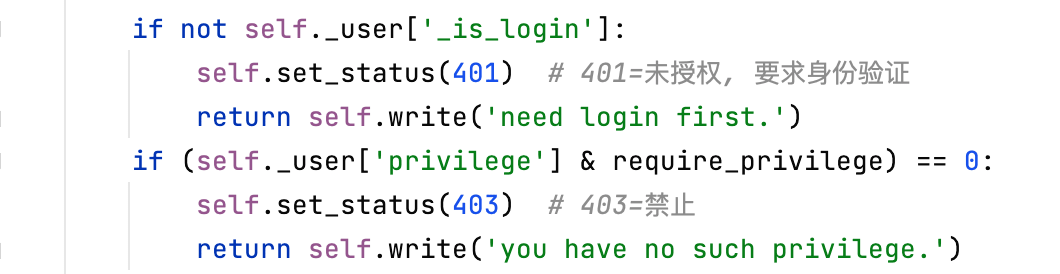 if not self._user['_is_login']:
self.set_status(401)  # 401=未授权, 要求身份验证
return self.write('need login first.')
if (self._user['privilege'] & require_privilege) == 0:
self.set_status(403)  # 403=禁止
return self.write('you have no such privilege.')